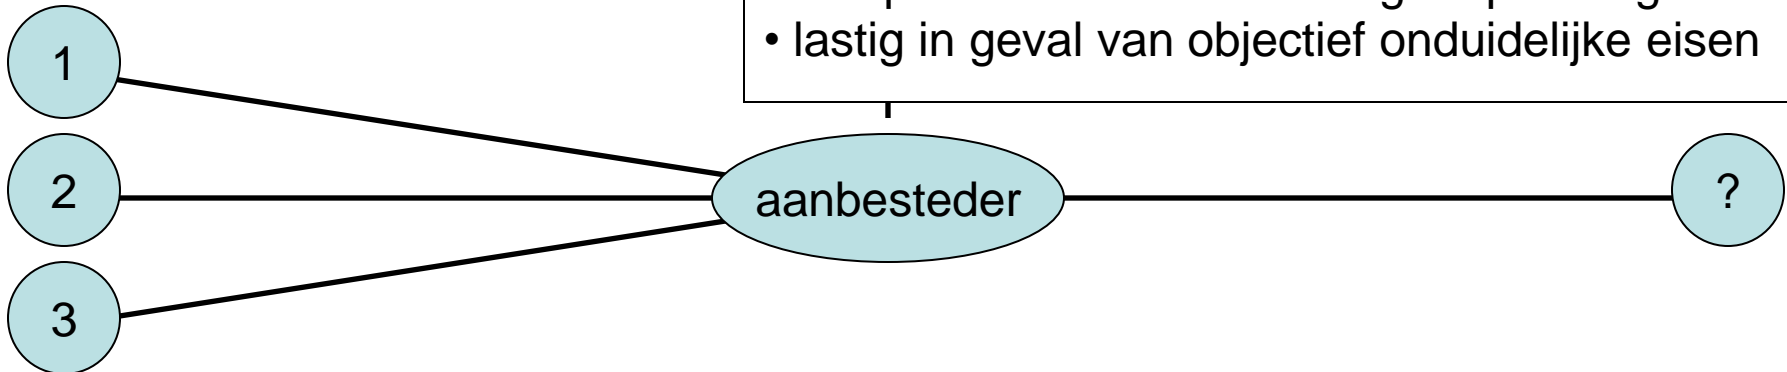 • lastig in geval van objectief onduidelijke eisen
1
2
aanbesteder
?
3